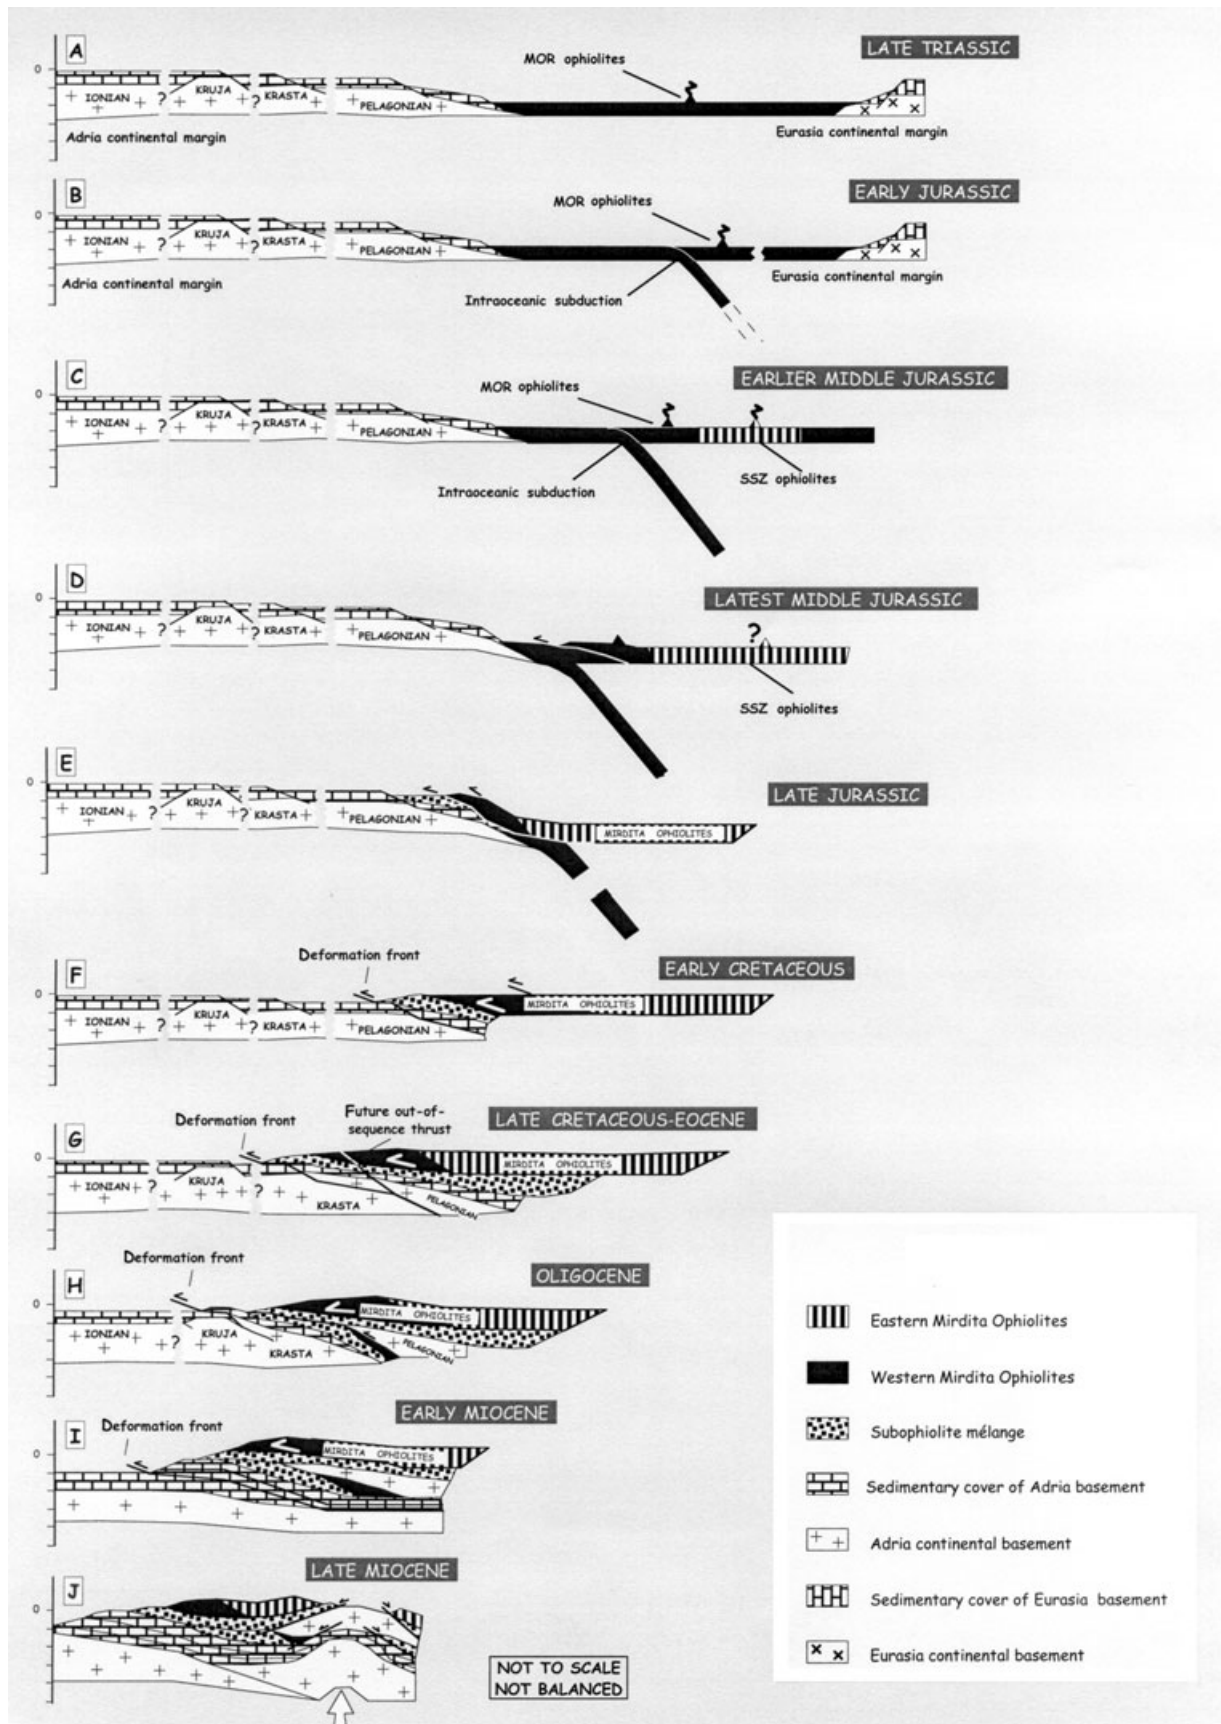 A
LATE TRIASSIC
MOR ophiolites
0
IONIAN
?
KRUJA
?
KRASTA
PELAGONIAN
Adria continental margin
Eurasia continental margin
B
EARLY JURASSIC
MOR ophiolites
0
IONIAN
?
KRUJA
?
KRASTA
PELAGONIAN
Adria continental margin
Eurasia continental margin
Intraoceanic subduction
C
EARLIER MIDDLE JURASSIC
MOR ophiolites
0
IONIAN
?
KRUJA
?
KRASTA
PELAGONIAN
SSZ ophiolites
Intraoceanic subduction
D
LATEST MIDDLE JURASSIC
0
IONIAN
?
KRUJA
?
KRASTA
PELAGONIAN
?
SSZ ophiolites
E
0
LATE JURASSIC
IONIAN
?
KRUJA
?
KRASTA
PELAGONIAN
MIRDITA OPHIOLITES
Deformation front
F
EARLY CRETACEOUS
0
IONIAN
?
KRUJA
?
KRASTA
PELAGONIAN
MIRDITA OPHIOLITES
Deformation front
Future out-of-
sequence thrust
LATE CRETACEOUS-EOCENE
G
0
IONIAN
?
KRUJA
?
KRASTA
PELAGONIAN
MIRDITA OPHIOLITES
Deformation front
H
OLIGOCENE
0
IONIAN
?
KRUJA
KRASTA
PELAGONIAN
MIRDITA OPHIOLITES
EARLY MIOCENE
Deformation front
I
0
MIRDITA OPHIOLITES
LATE MIOCENE
J
0
NOT TO SCALE
NOT BALANCED
Eastern Mirdita Ophiolites
Western Mirdita Ophiolites
Subophiolite mélange
Sedimentary cover of Adria basement
Adria continental basement
Sedimentary cover of Eurasia basement
Eurasia continental basement